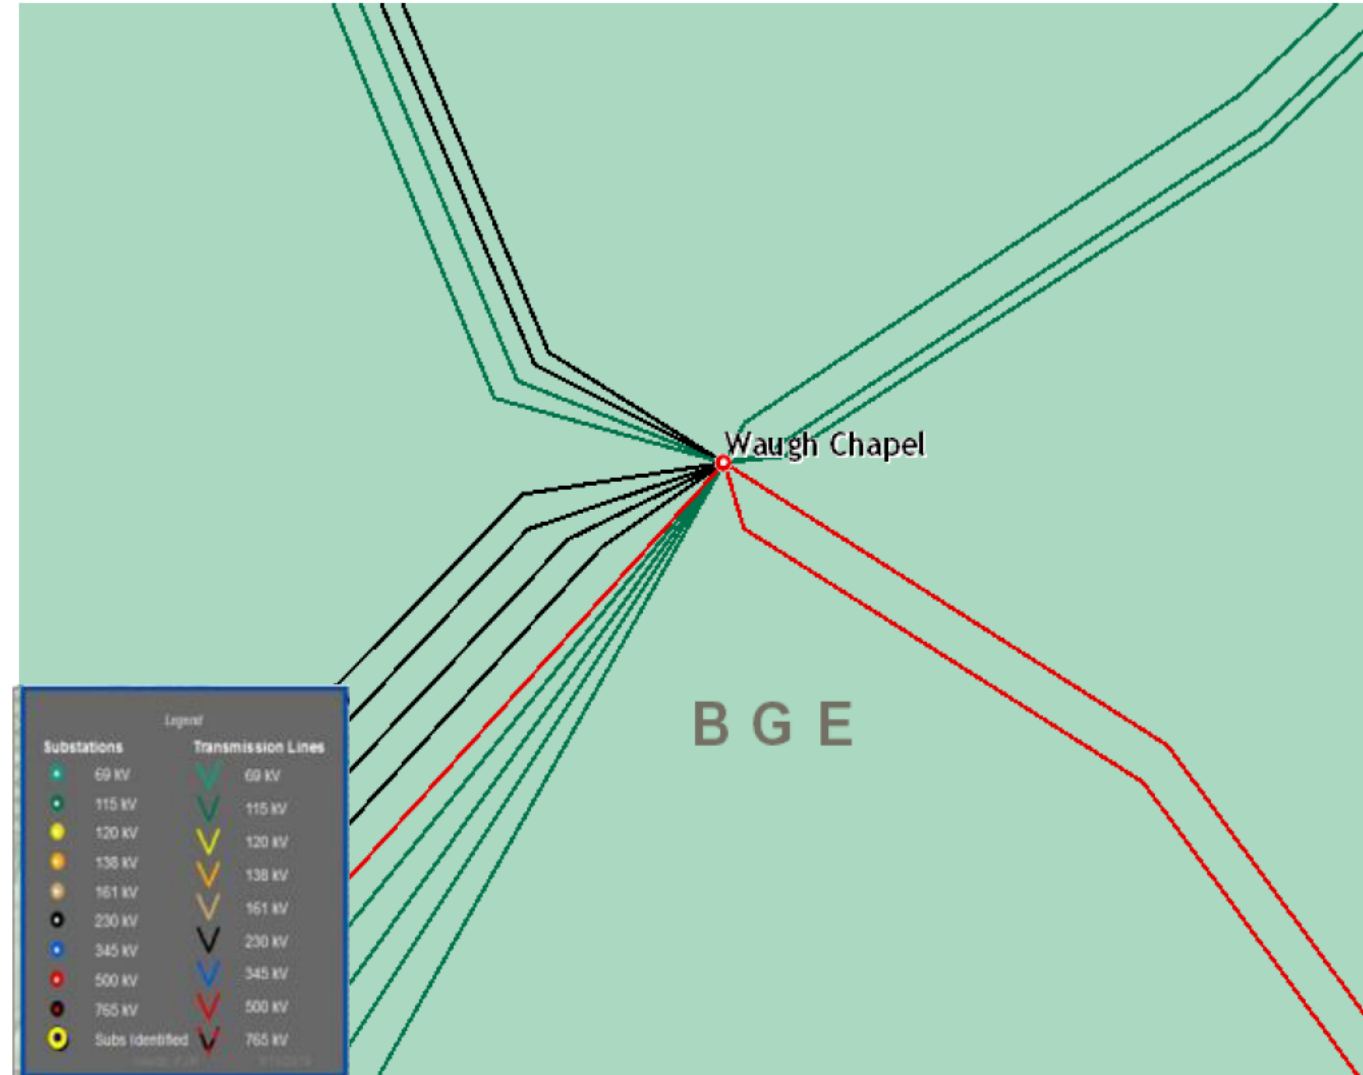 Waugh Chapel
BGE
Legend
Substations
69 kV
115 kV
120 kV
138 kV
161 kV
230 kV
345 kV
500 kV
765 kV
Subs Identified
Transmission Lines
69 kV
115 kV
120 kV
138 kV
161 kV
230 kV
345 kV
500 kV
765 kV